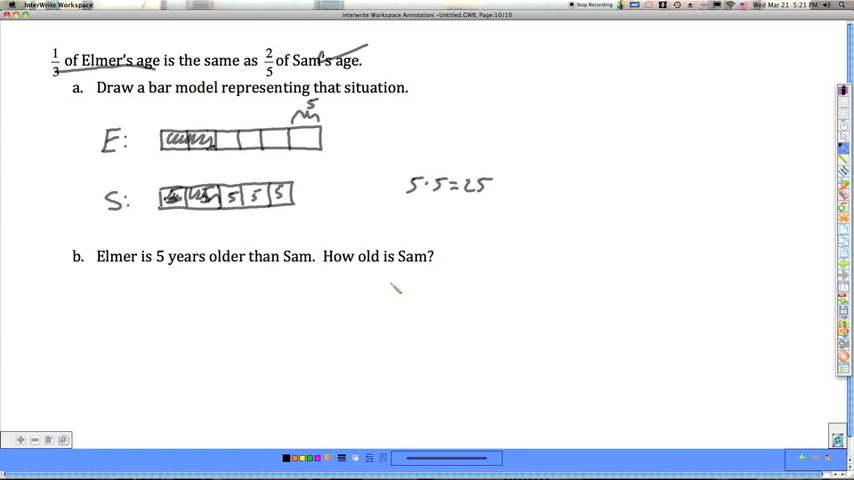 InterWrite Workspace
Stop Recording
Wed Mar 21 5:21 PM
InterWrite Workspace Annotation ~Untitled.GWB, Page:10/10
1/3 of Elmer's age is the same as 2/5 of Sam's age.
a. Draw a bar model representing that situation.
5
E:
S: 5 5 5 5
5·5=25
b. Elmer is 5 years older than Sam. How old is Sam?